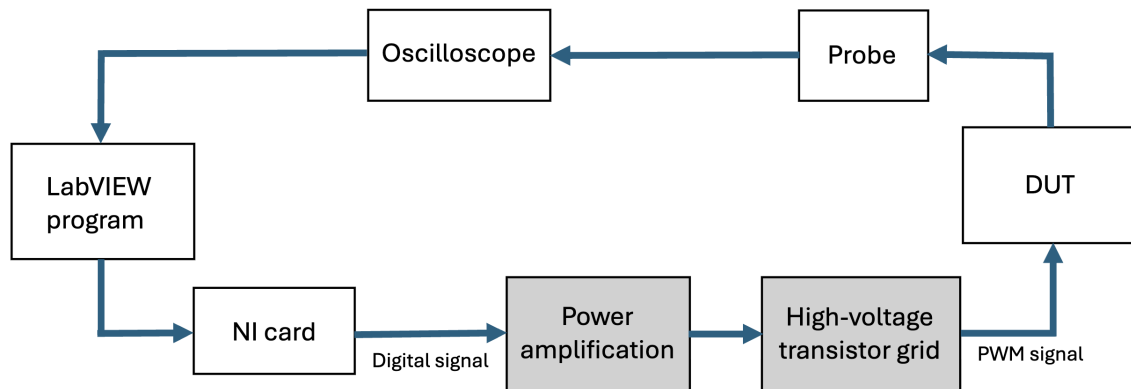 Oscilloscope
Probe
LabVIEW
program
DUT
NI card
Digital signal
Power
amplification
High-voltage
transistor grid
PWM signal